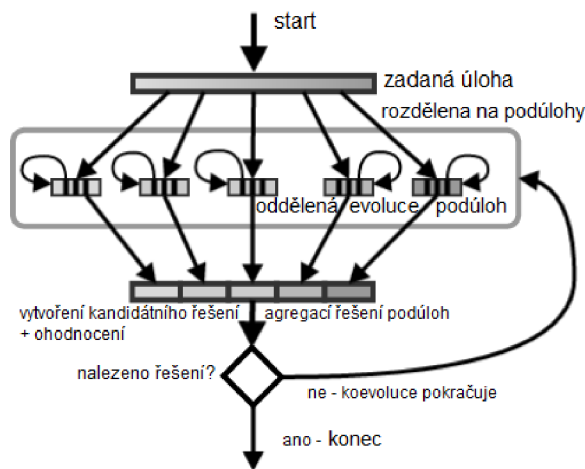 start
zadaná úloha
rozdělena na podúlohy
oddělená evoluce podúloh
vytvoření kandidátního řešení
+ ohodnocení
agregací řešení podúloh
nalezeno řešení?
ne - koevoluce pokračuje
ano - konec